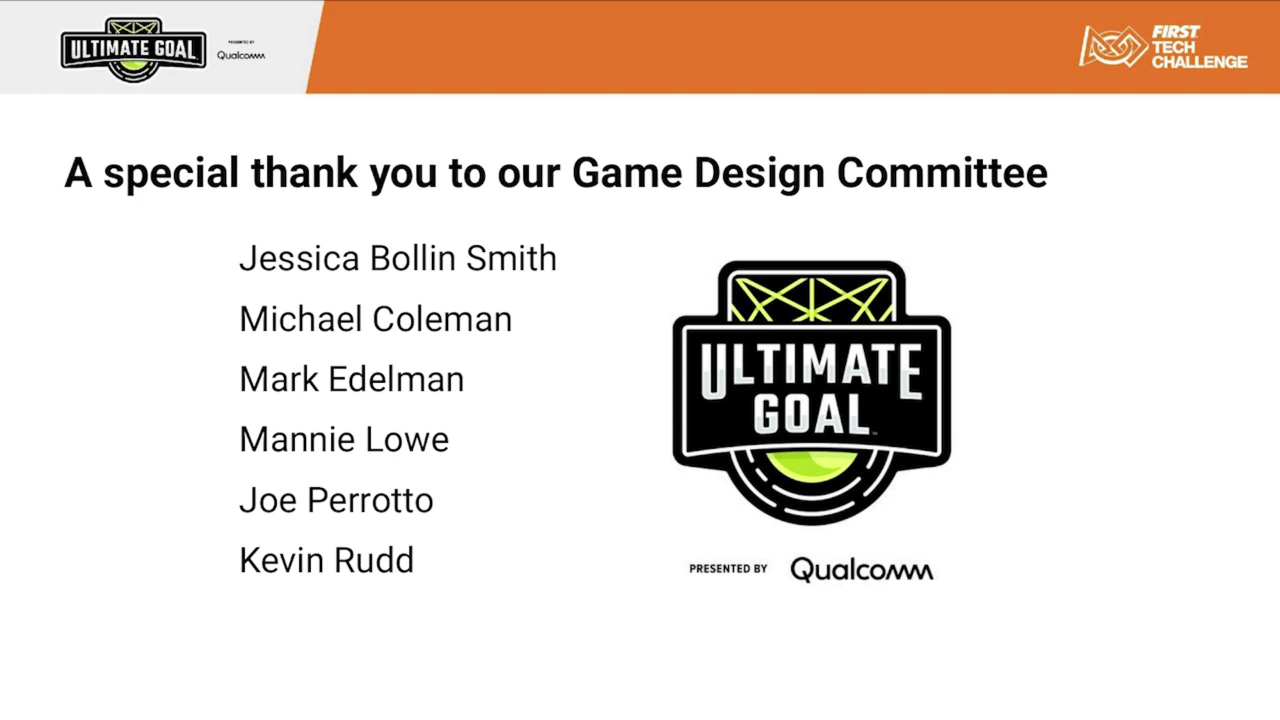 ULTIMATE GOAL
PRESENTED BY
Qualcomm
FIRST
TECH
CHALLENGE
A special thank you to our Game Design Committee
Jessica Bollin Smith
Michael Coleman
Mark Edelman
Mannie Lowe
Joe Perrotto
Kevin Rudd
ULTIMATE
GOAL™
PRESENTED BY Qualcomm